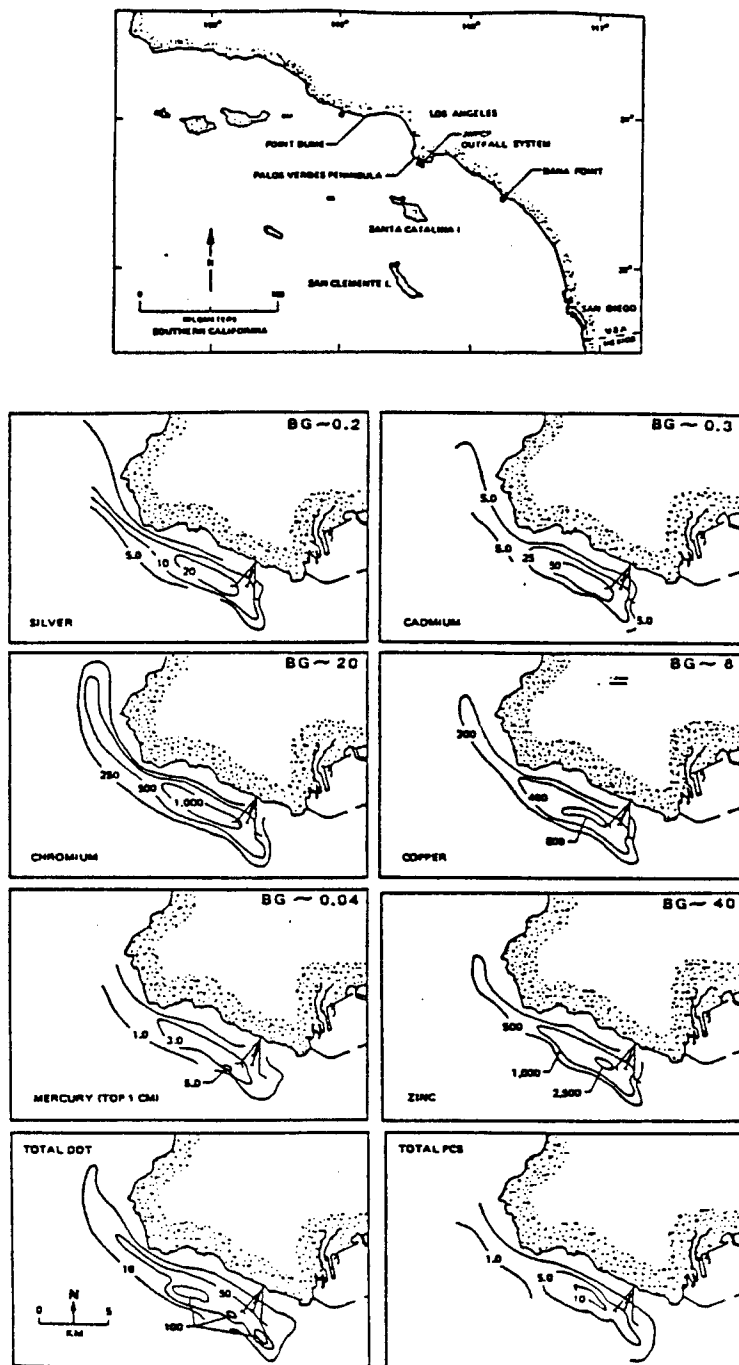 LOS ANGELES
POINT DUME
OUTFALL SYSTEM
PALOS VERDES PENINSULA
DANA POINT
SANTA CATALINA I.
N
SAN CLEMENTE I.
0
SOUTHERN CALIFORNIA
SAN DIEGO
BG~0.2
5.0
10
20
SILVER
BG~0.3
5.0
5.0
25
50
5.0
CADMIUM
BG~20
250
500
1,000
CHROMIUM
BG~8
200
400
COPPER
BG~0.04
1.0
3.0
MERCURY (TOP 1 CM)
BG~40
500
1,000
2,500
ZINC
TOTAL DDT
10
50
100
N
0 5
KM
TOTAL PCB
1.0
5.0
10